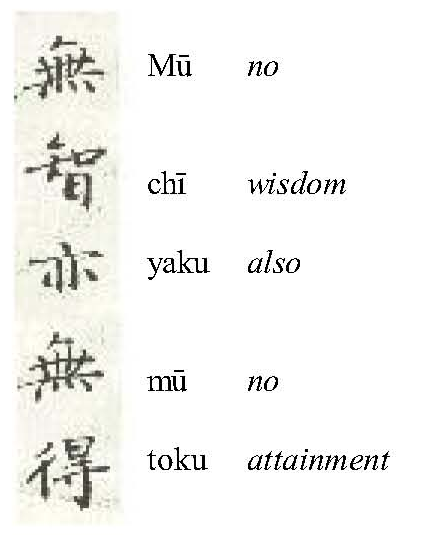 無 Mū no
智 chī wisdom
亦 yaku also
無 mū no
得 toku attainment